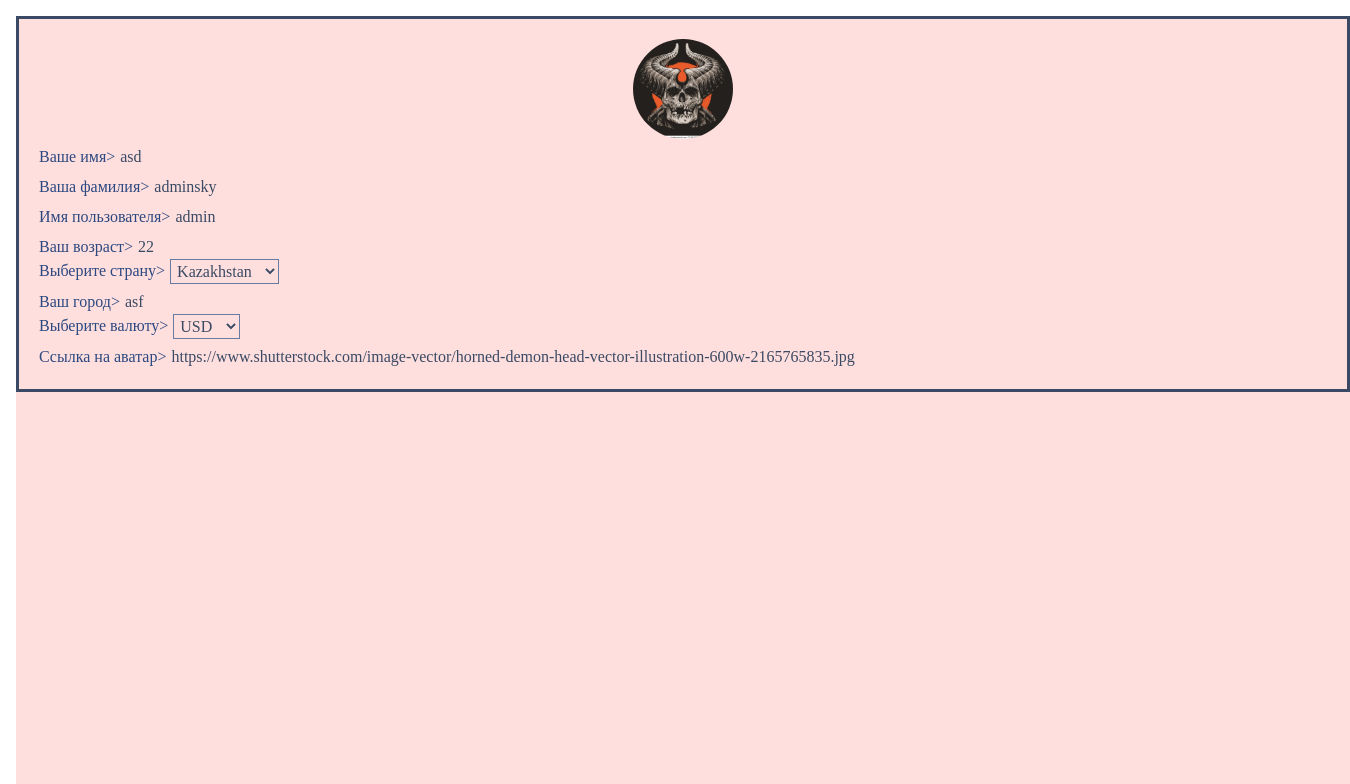 Ваше имя> asd
Ваша фамилия> adminsky
Имя пользователя> admin
Ваш возраст> 22
Выберите страну> Kazakhstan
Ваш город> asf
Выберите валюту> USD
Ссылка на аватар> https://www.shutterstock.com/image-vector/horned-demon-head-vector-illustration-600w-2165765835.jpg